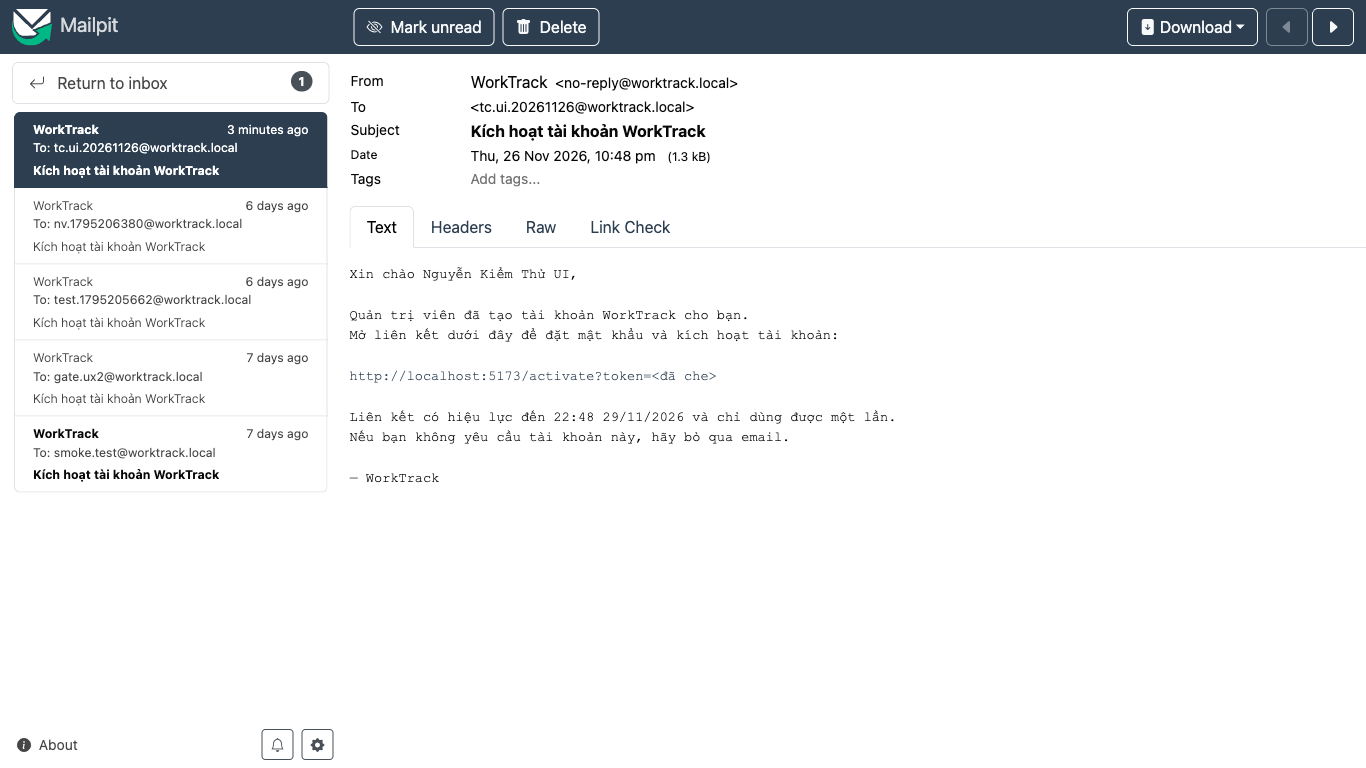 Mailpit
Mark unread
Delete
Download
Return to inbox
1
WorkTrack
3 minutes ago
To: tc.ui.20261126@worktrack.local
Kích hoạt tài khoản WorkTrack
WorkTrack
6 days ago
To: nv.1795206380@worktrack.local
Kích hoạt tài khoản WorkTrack
WorkTrack
6 days ago
To: test.1795205662@worktrack.local
Kích hoạt tài khoản WorkTrack
WorkTrack
7 days ago
To: gate.ux2@worktrack.local
Kích hoạt tài khoản WorkTrack
WorkTrack
7 days ago
To: smoke.test@worktrack.local
Kích hoạt tài khoản WorkTrack
About
From WorkTrack <no-reply@worktrack.local>
To <tc.ui.20261126@worktrack.local>
Subject Kích hoạt tài khoản WorkTrack
Date Thu, 26 Nov 2026, 10:48 pm (1.3 kB)
Tags Add tags...
Text Headers Raw Link Check
Xin chào Nguyễn Kiểm Thử UI,
Quản trị viên đã tạo tài khoản WorkTrack cho bạn.
Mở liên kết dưới đây để đặt mật khẩu và kích hoạt tài khoản:
http://localhost:5173/activate?token=<đã che>
Liên kết có hiệu lực đến 22:48 29/11/2026 và chỉ dùng được một lần.
Nếu bạn không yêu cầu tài khoản này, hãy bỏ qua email.
— WorkTrack